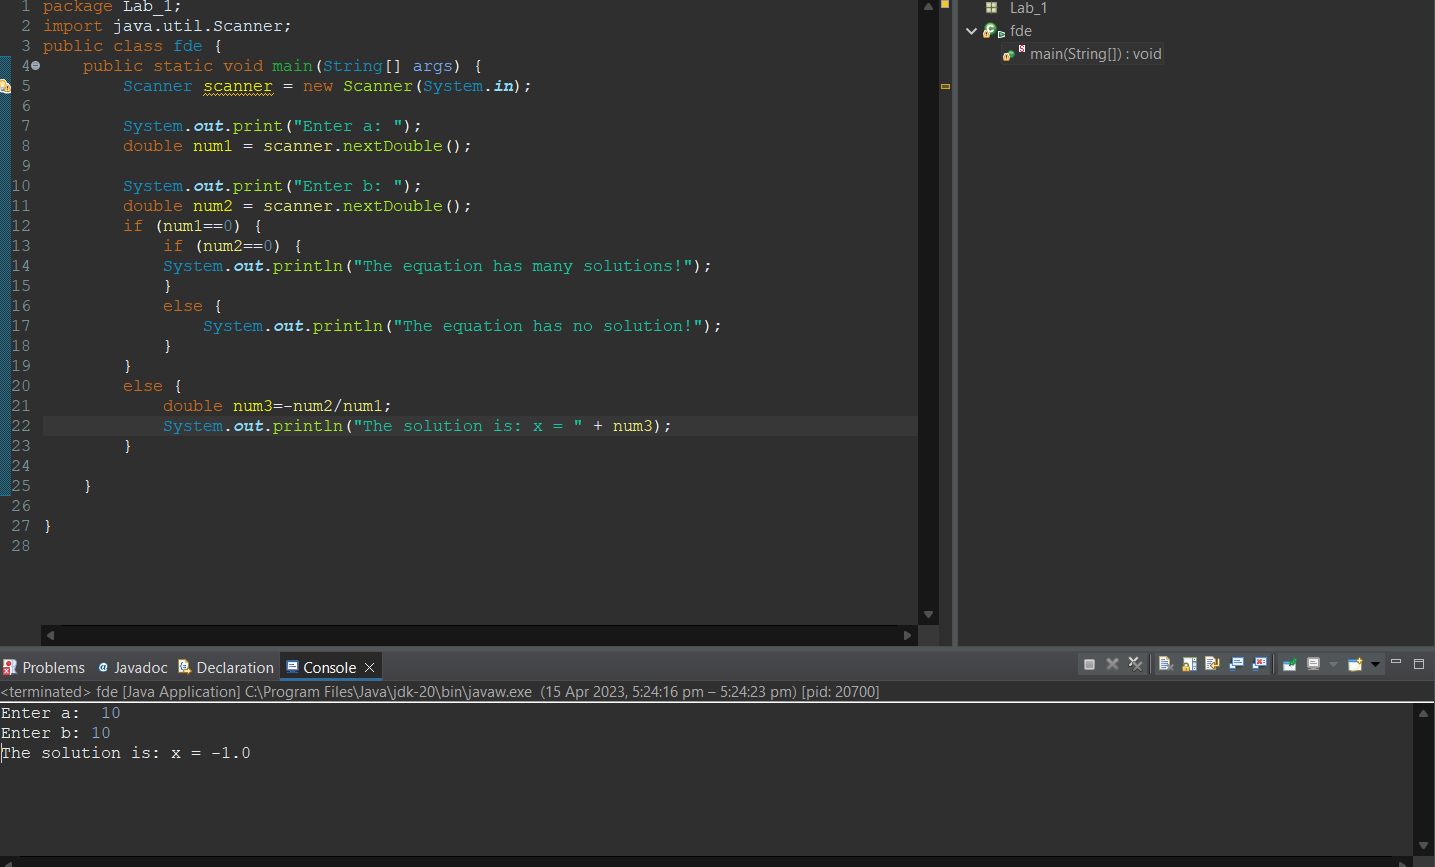 1 package Lab_1;
2 import java.util.Scanner;
3 public class fde {
4 public static void main(String[] args) {
5 Scanner scanner = new Scanner(System.in);
6
7 System.out.print("Enter a: ");
8 double num1 = scanner.nextDouble();
9
10 System.out.print("Enter b: ");
11 double num2 = scanner.nextDouble();
12 if (num1==0) {
13 if (num2==0) {
14 System.out.println("The equation has many solutions!");
15 }
16 else {
17 System.out.println("The equation has no solution!");
18 }
19 }
20 else {
21 double num3=-num2/num1;
22 System.out.println("The solution is: x = " + num3);
23 }
24
25 }
26
27 }
28
Lab_1
fde
main(String[]) : void
Problems @ Javadoc Declaration Console
<terminated> fde [Java Application] C:\Program Files\Java\jdk-20\bin\javaw.exe (15 Apr 2023, 5:24:16 pm – 5:24:23 pm) [pid: 20700]
Enter a:  10
Enter b: 10
The solution is: x = -1.0